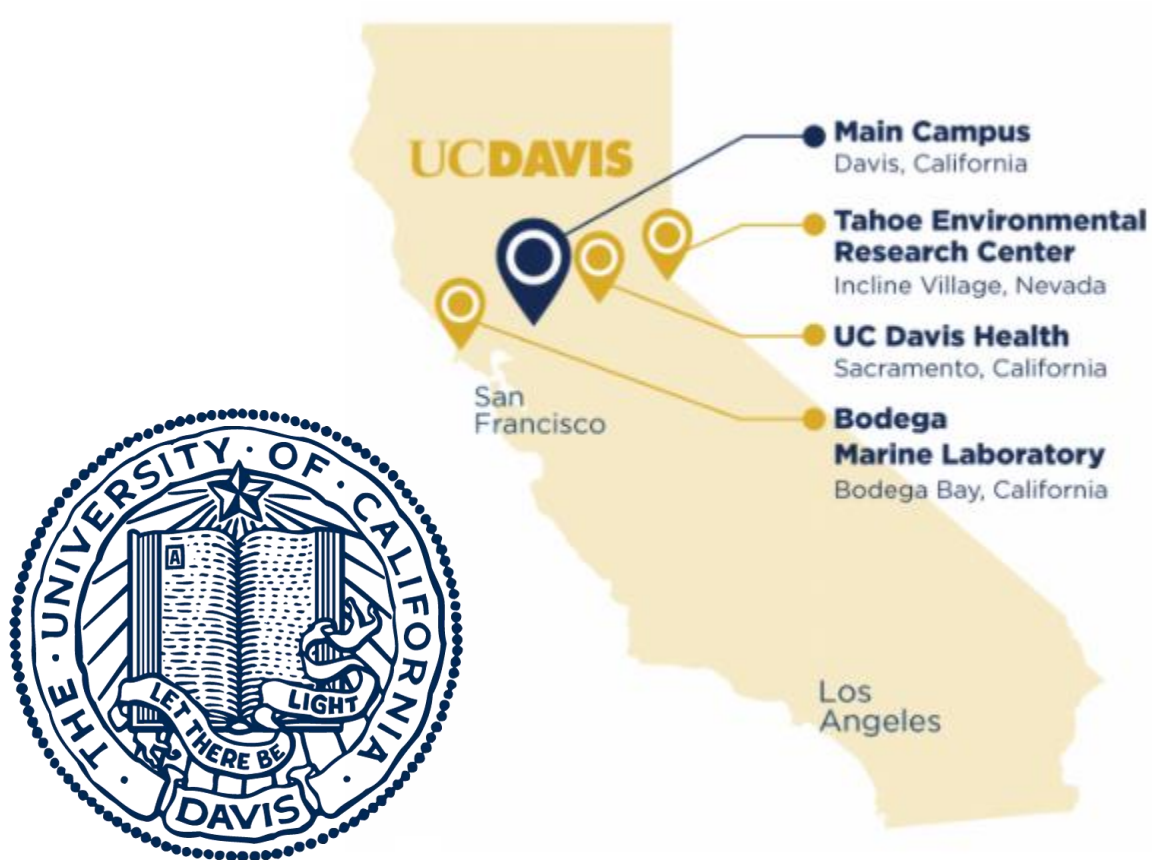 UCDAVIS
Main Campus
Davis, California
Tahoe Environmental
Research Center
Incline Village, Nevada
UC Davis Health
Sacramento, California
Bodega
Marine Laboratory
Bodega Bay, California
San
Francisco
Los
Angeles
THE · UNIVERSITY · OF · CALIFORNIA
A
LET THERE BE
LIGHT
DAVIS